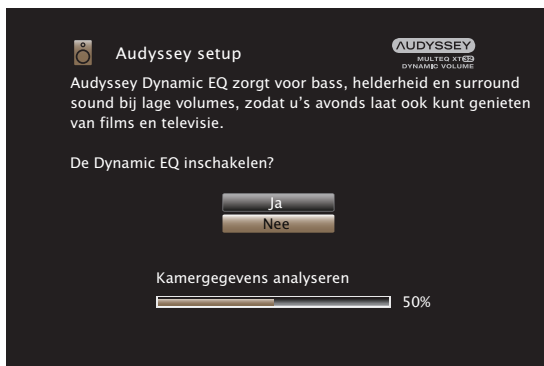 Audyssey setup
AUDYSSEY
MULTEQ XT32
DYNAMIC VOLUME
Audyssey Dynamic EQ zorgt voor bass, helderheid en surround
sound bij lage volumes, zodat u's avonds laat ook kunt genieten
van films en televisie.
De Dynamic EQ inschakelen?
Ja
Nee
Kamergegevens analyseren
50%